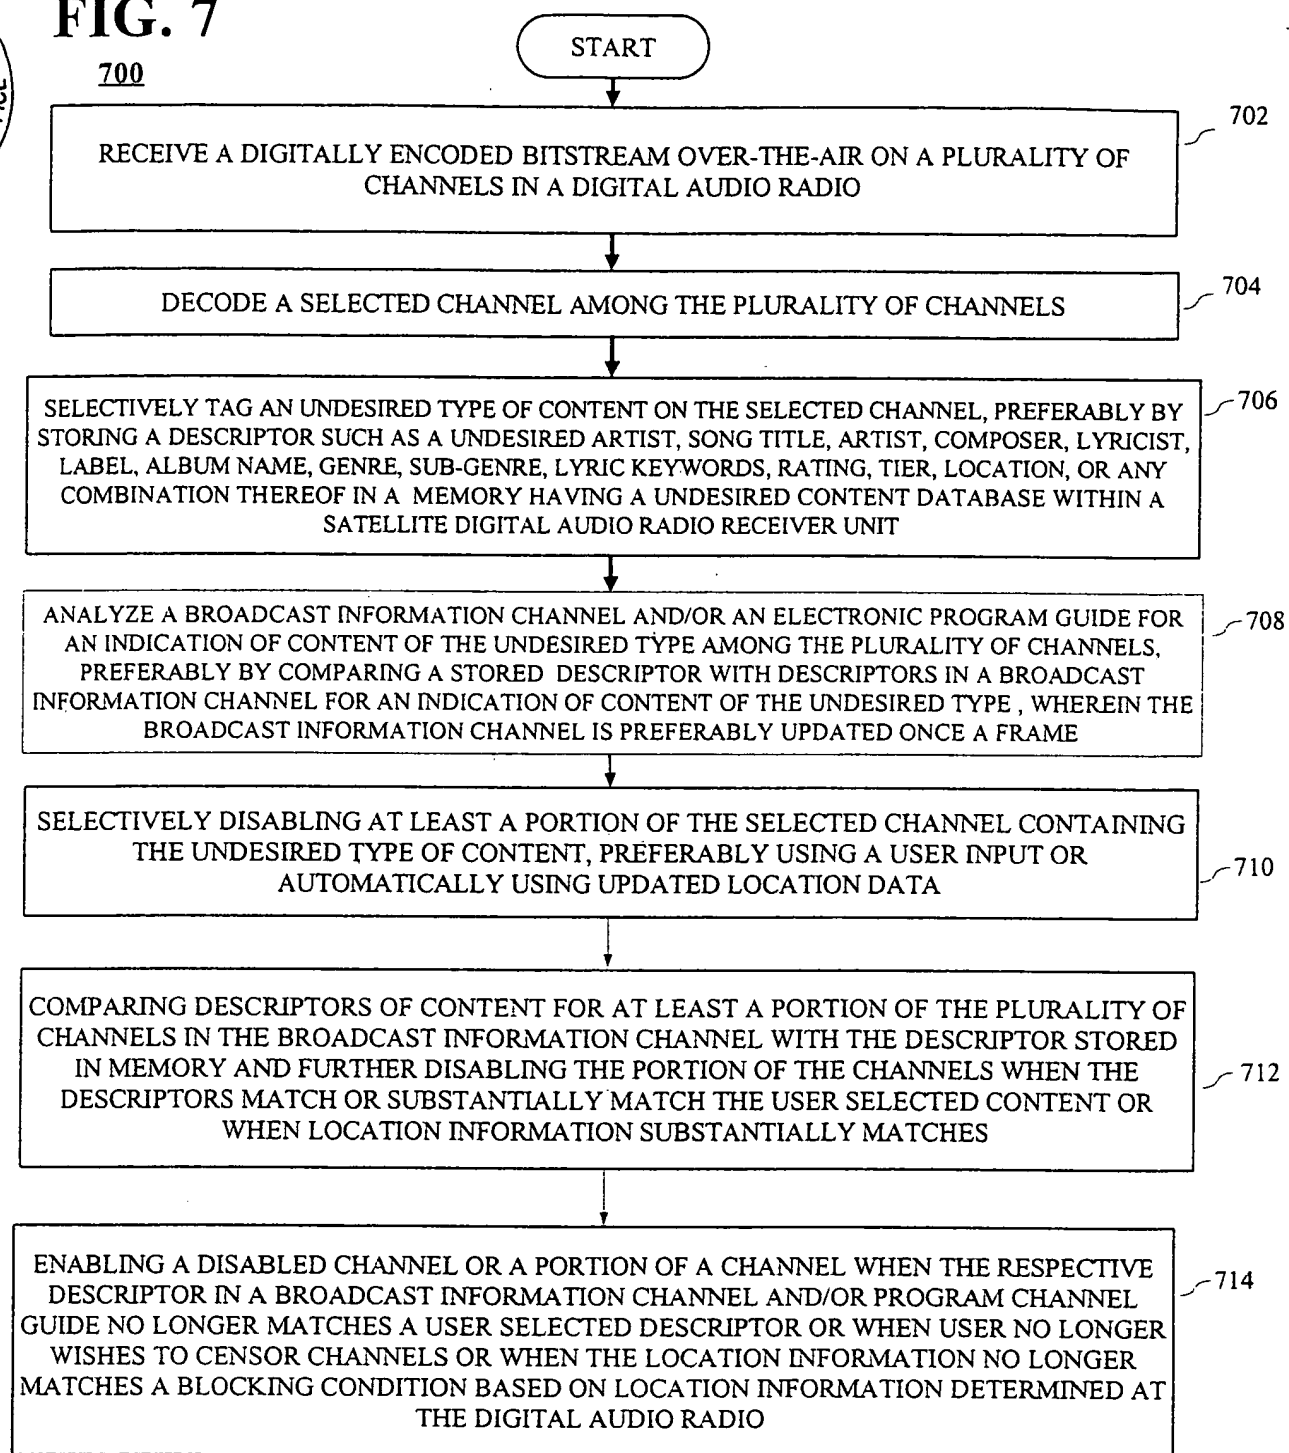 FIG. 7
700
START
702
RECEIVE A DIGITALLY ENCODED BITSTREAM OVER-THE-AIR ON A PLURALITY OF
CHANNELS IN A DIGITAL AUDIO RADIO
704
DECODE A SELECTED CHANNEL AMONG THE PLURALITY OF CHANNELS
706
SELECTIVELY TAG AN UNDESIRED TYPE OF CONTENT ON THE SELECTED CHANNEL, PREFERABLY BY
STORING A DESCRIPTOR SUCH AS A UNDESIRED ARTIST, SONG TITLE, ARTIST, COMPOSER, LYRICIST,
LABEL, ALBUM NAME, GENRE, SUB-GENRE, LYRIC KEYWORDS, RATING, TIER, LOCATION, OR ANY
COMBINATION THEREOF IN A MEMORY HAVING A UNDESIRED CONTENT DATABASE WITHIN A
SATELLITE DIGITAL AUDIO RADIO RECEIVER UNIT
708
ANALYZE A BROADCAST INFORMATION CHANNEL AND/OR AN ELECTRONIC PROGRAM GUIDE FOR
AN INDICATION OF CONTENT OF THE UNDESIRED TYPE AMONG THE PLURALITY OF CHANNELS,
PREFERABLY BY COMPARING A STORED DESCRIPTOR WITH DESCRIPTORS IN A BROADCAST
INFORMATION CHANNEL FOR AN INDICATION OF CONTENT OF THE UNDESIRED TYPE , WHEREIN THE
BROADCAST INFORMATION CHANNEL IS PREFERABLY UPDATED ONCE A FRAME
710
SELECTIVELY DISABLING AT LEAST A PORTION OF THE SELECTED CHANNEL CONTAINING
THE UNDESIRED TYPE OF CONTENT, PREFERABLY USING A USER INPUT OR
AUTOMATICALLY USING UPDATED LOCATION DATA
712
COMPARING DESCRIPTORS OF CONTENT FOR AT LEAST A PORTION OF THE PLURALITY OF
CHANNELS IN THE BROADCAST INFORMATION CHANNEL WITH THE DESCRIPTOR STORED
IN MEMORY AND FURTHER DISABLING THE PORTION OF THE CHANNELS WHEN THE
DESCRIPTORS MATCH OR SUBSTANTIALLY MATCH THE USER SELECTED CONTENT OR
WHEN LOCATION INFORMATION SUBSTANTIALLY MATCHES
714
ENABLING A DISABLED CHANNEL OR A PORTION OF A CHANNEL WHEN THE RESPECTIVE
DESCRIPTOR IN A BROADCAST INFORMATION CHANNEL AND/OR PROGRAM CHANNEL
GUIDE NO LONGER MATCHES A USER SELECTED DESCRIPTOR OR WHEN USER NO LONGER
WISHES TO CENSOR CHANNELS OR WHEN THE LOCATION INFORMATION NO LONGER
MATCHES A BLOCKING CONDITION BASED ON LOCATION INFORMATION DETERMINED AT
THE DIGITAL AUDIO RADIO